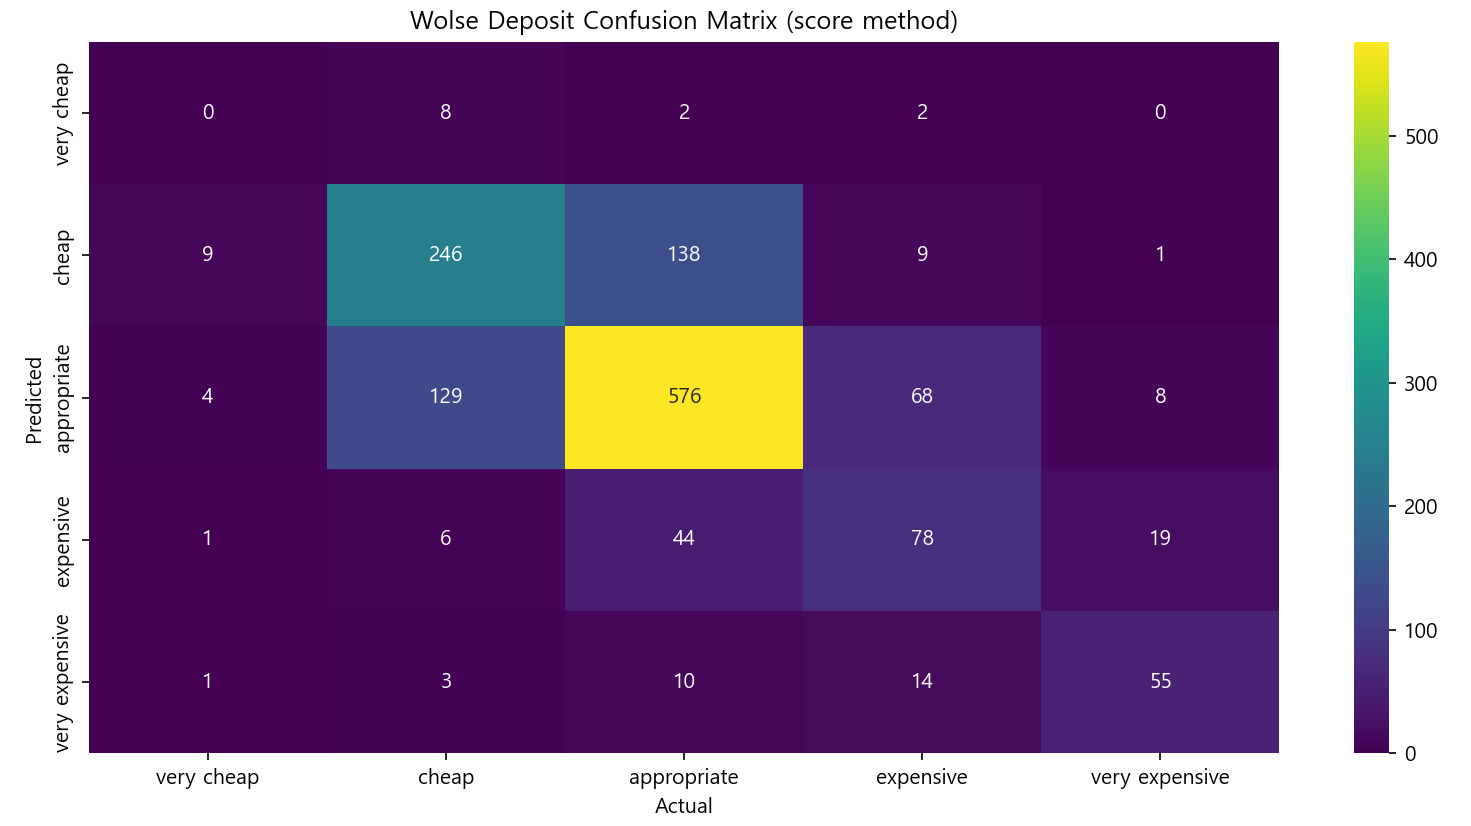 Wolse Deposit Confusion Matrix (score method)
very cheap
0 8 2 2 0
cheap
9 246 138 9 1
Predicted
appropriate
4 129 576 68 8
expensive
1 6 44 78 19
very expensive
1 3 10 14 55
very cheap cheap appropriate expensive very expensive
Actual
500
400
300
200
100
0